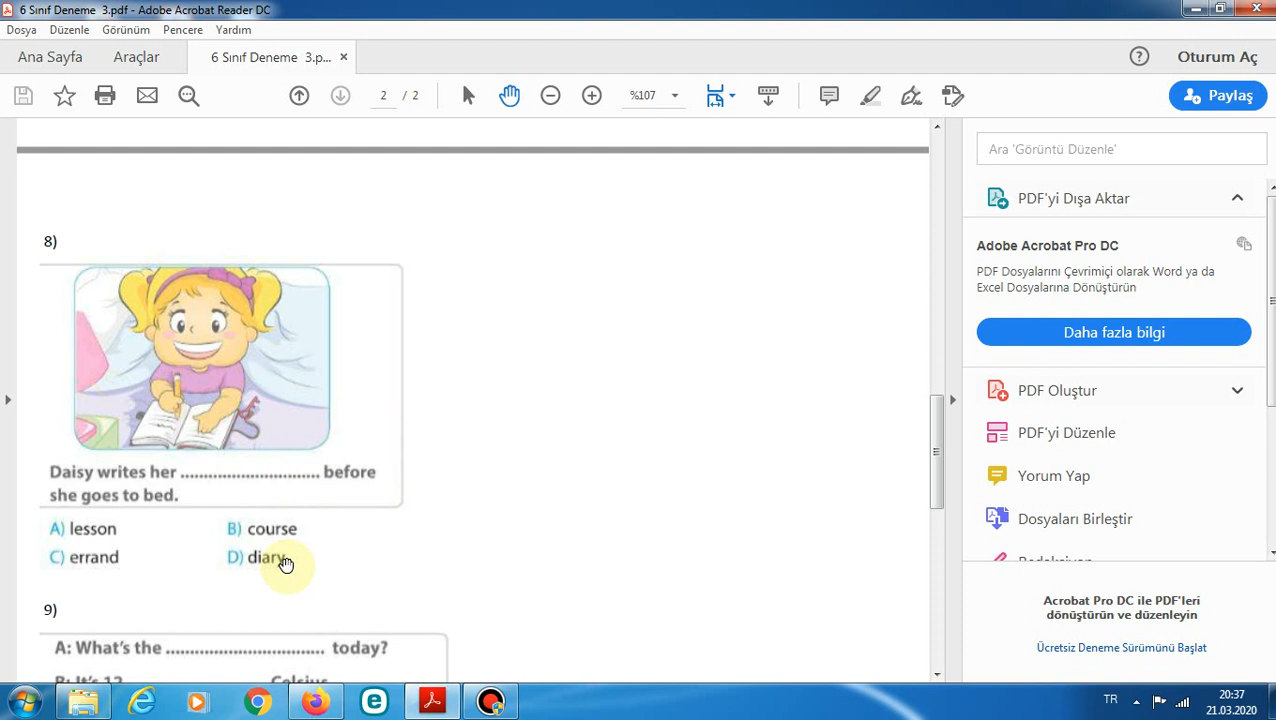 6 Sınıf Deneme  3.pdf - Adobe Acrobat Reader DC
Dosya Düzenle Görünüm Pencere Yardım
Ana Sayfa Araçlar 6 Sınıf Deneme 3.p... × Oturum Aç
2 / 2 %107 Paylaş
Ara 'Görüntü Düzenle'
PDF'yi Dışa Aktar
Adobe Acrobat Pro DC
PDF Dosyalarını Çevrimiçi olarak Word ya da
Excel Dosyalarına Dönüştürün
Daha fazla bilgi
PDF Oluştur
PDF'yi Düzenle
Yorum Yap
Dosyaları Birleştir
Redaksiyon
Acrobat Pro DC ile PDF'leri
dönüştürün ve düzenleyin
Ücretsiz Deneme Sürümünü Başlat
8)
Daisy writes her ............................. before
she goes to bed.
A) lesson B) course
C) errand D) diary
9)
A: What's the ................................. today?
B: It's 12 Celsius
TR 20:37
21.03.2020